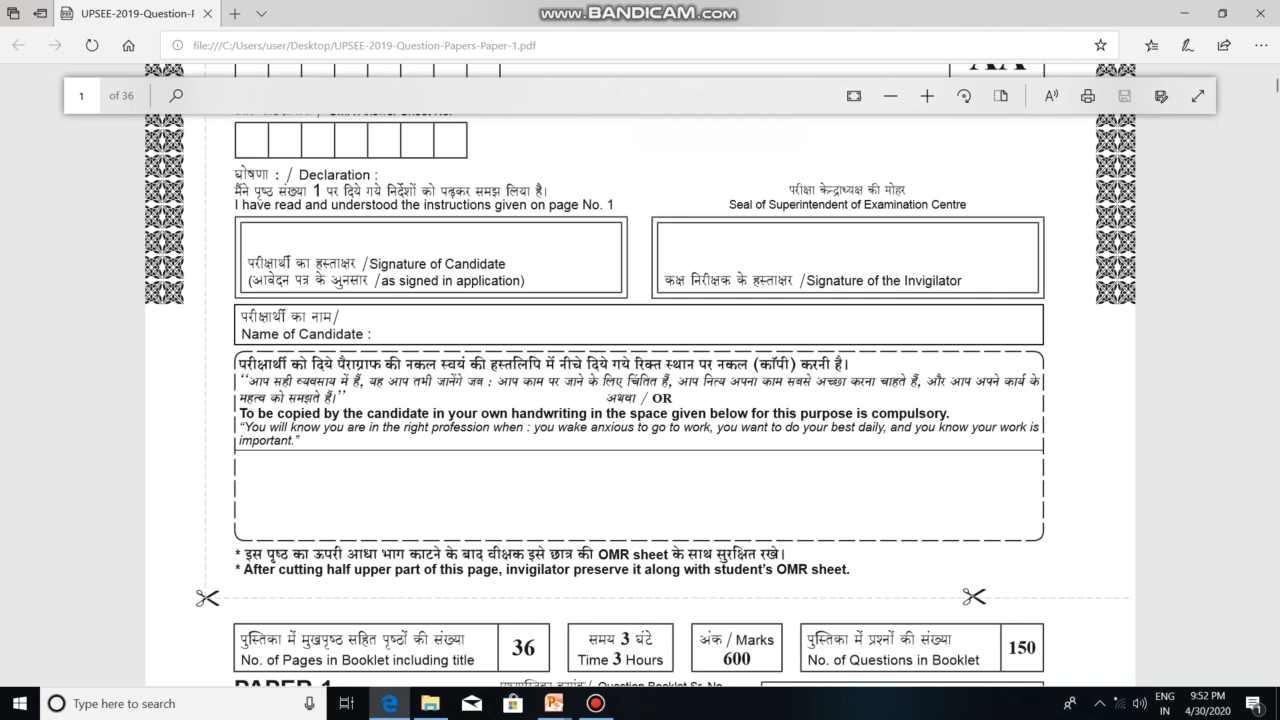 UPSEE-2019-Question-P
www.BANDICAM.com
file:///C:/Users/user/Desktop/UPSEE-2019-Question-Papers-Paper-1.pdf
1 of 36
घोषणा : / Declaration :
मैंने पृष्ठ संख्या 1 पर दिये गये निर्देशों को पढ़कर समझ लिया है।
I have read and understood the instructions given on page No. 1
परीक्षा केन्द्राध्यक्ष की मोहर
Seal of Superintendent of Examination Centre
परीक्षार्थी का हस्ताक्षर /Signature of Candidate
(आवेदन पत्र के अुनसार /as signed in application)
कक्ष निरीक्षक के हस्ताक्षर /Signature of the Invigilator
परीक्षार्थी का नाम/
Name of Candidate :
परीक्षार्थी को दिये पैराग्राफ की नकल स्वयं की हस्तलिपि में नीचे दिये गये रिक्त स्थान पर नकल (कॉपी) करनी है।
“आप सही व्यवसाय में हैं, यह आप तभी जानेंगे जब : आप काम पर जाने के लिए चिंतित हैं, आप नित्य अपना काम सबसे अच्छा करना चाहते हैं, और आप अपने कार्य के
महत्व को समझते हैं।” अथवा / OR
To be copied by the candidate in your own handwriting in the space given below for this purpose is compulsory.
“You will know you are in the right profession when : you wake anxious to go to work, you want to do your best daily, and you know your work is
important.”
* इस पृष्ठ का ऊपरी आधा भाग काटने के बाद वीक्षक इसे छात्र की OMR sheet के साथ सुरक्षित रखे।
* After cutting half upper part of this page, invigilator preserve it along with student’s OMR sheet.
पुस्तिका में मुखपृष्ठ सहित पृष्ठों की संख्या
No. of Pages in Booklet including title
36
समय 3 घंटे
Time 3 Hours
अंक / Marks
600
पुस्तिका में प्रश्नों की संख्या
No. of Questions in Booklet
150
PAPER-1
Question Booklet Sr. No.
Type here to search
ENG
IN
9:52 PM
4/30/2020
1